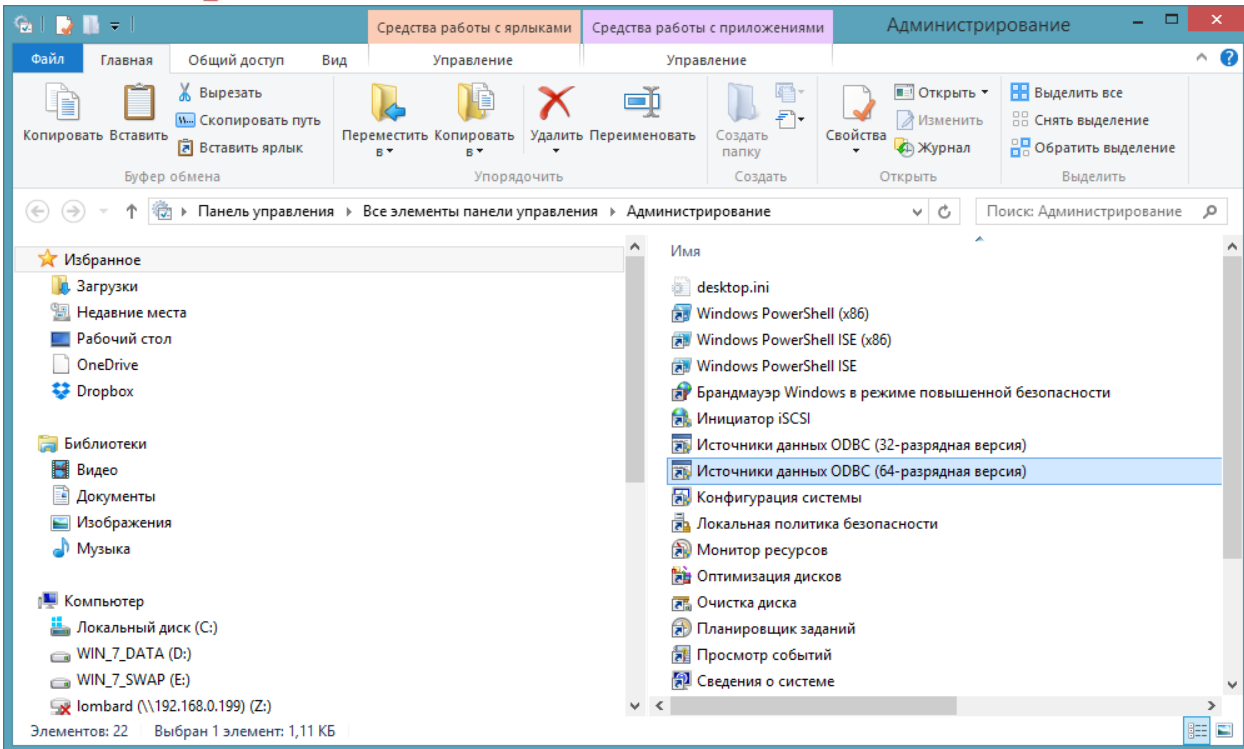 Средства работы с ярлыками
Средства работы с приложениями
Администрирование
Файл
Главная
Общий доступ
Вид
Управление
Управление
Копировать
Вставить
Вырезать
Скопировать путь
Вставить ярлык
Переместить в
Копировать в
Удалить
Переименовать
Создать папку
Свойства
Открыть
Изменить
Журнал
Выделить все
Снять выделение
Обратить выделение
Буфер обмена
Упорядочить
Создать
Открыть
Выделить
Панель управления
Все элементы панели управления
Администрирование
Поиск: Администрирование
Избранное
Загрузки
Недавние места
Рабочий стол
OneDrive
Dropbox
Библиотеки
Видео
Документы
Изображения
Музыка
Компьютер
Локальный диск (C:)
WIN_7_DATA (D:)
WIN_7_SWAP (E:)
lombard (\\192.168.0.199) (Z:)
Имя
desktop.ini
Windows PowerShell (x86)
Windows PowerShell ISE (x86)
Windows PowerShell ISE
Брандмауэр Windows в режиме повышенной безопасности
Инициатор iSCSI
Источники данных ODBC (32-разрядная версия)
Источники данных ODBC (64-разрядная версия)
Конфигурация системы
Локальная политика безопасности
Монитор ресурсов
Оптимизация дисков
Очистка диска
Планировщик заданий
Просмотр событий
Сведения о системе
Элементов: 22
Выбран 1 элемент: 1,11 КБ